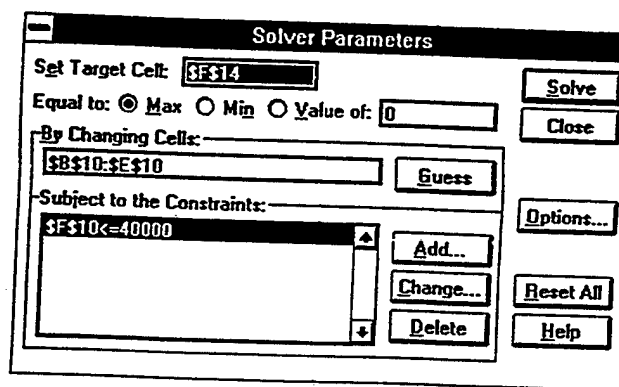 Solver Parameters
Set Target Cell: $F$14
Solve
Equal to: Max Min Value of: 0
Close
By Changing Cells:
$B$10:$E$10
Guess
Subject to the Constraints:
$F$10<=40000
Options...
Add...
Change...
Reset All
Delete
Help